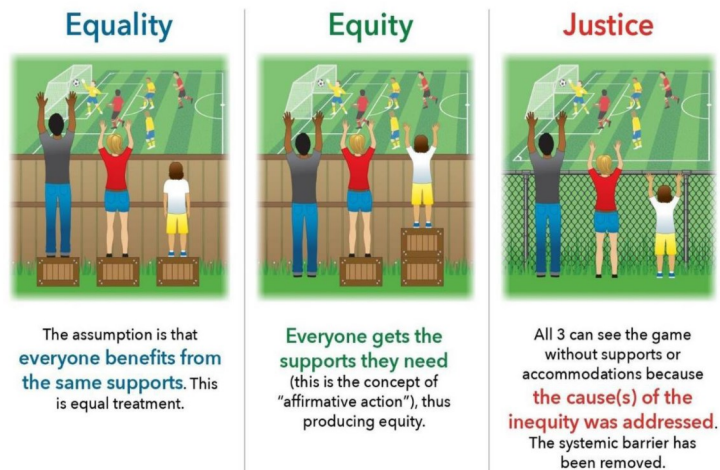 Equality
The assumption is that
everyone benefits from
the same supports. This
is equal treatment.
Equity
Everyone gets the
supports they need
(this is the concept of
"affirmative action"), thus
producing equity.
Justice
All 3 can see the game
without supports or
accommodations because
the cause(s) of the
inequity was addressed.
The systemic barrier has
been removed.